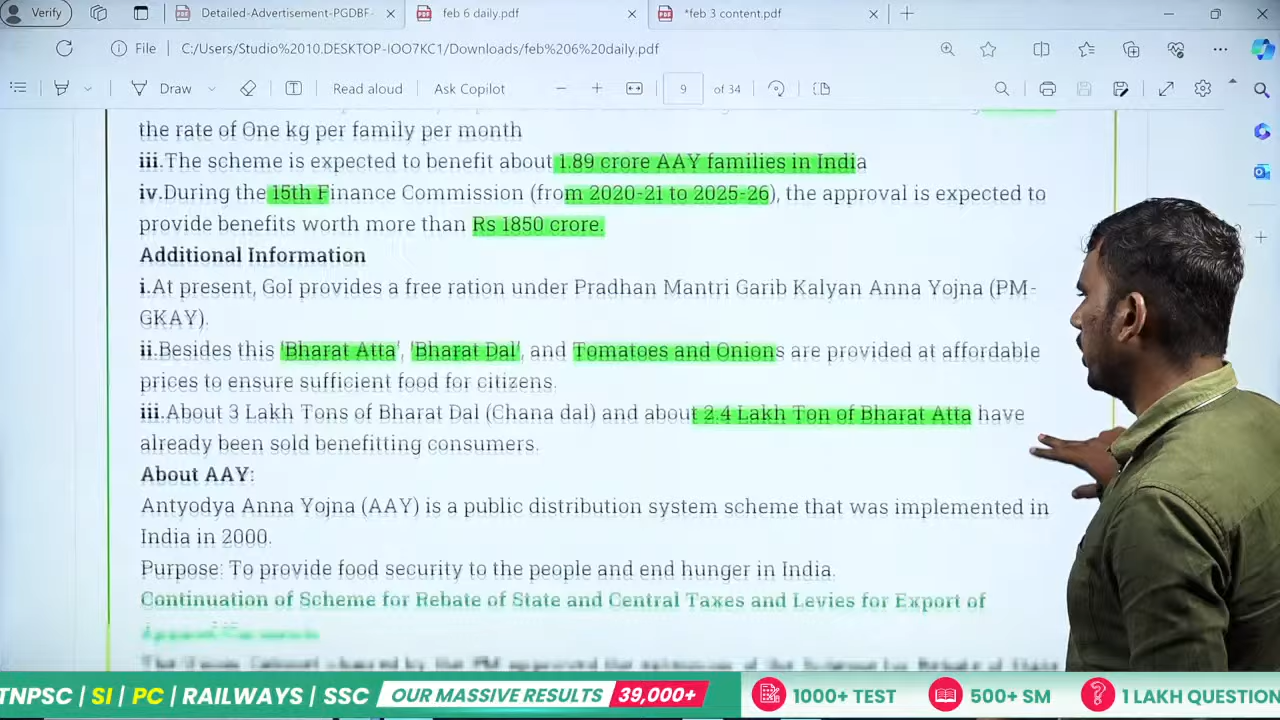 Verify
Detailed-Advertisement-PGDBF-
feb 6 daily.pdf
*feb 3 content.pdf
File
C:/Users/Studio%2010.DESKTOP-IOO7KC1/Downloads/feb%206%20daily.pdf
Draw
Read aloud
Ask Copilot
9
of 34
the rate of One kg per family per month
iii.The scheme is expected to benefit about 1.89 crore AAY families in India
iv.During the 15th Finance Commission (from 2020-21 to 2025-26), the approval is expected to
provide benefits worth more than Rs 1850 crore.
Additional Information
i.At present, GoI provides a free ration under Pradhan Mantri Garib Kalyan Anna Yojna (PM-
GKAY).
ii.Besides this 'Bharat Atta', 'Bharat Dal', and Tomatoes and Onions are provided at affordable
prices to ensure sufficient food for citizens.
iii.About 3 Lakh Tons of Bharat Dal (Chana dal) and about 2.4 Lakh Ton of Bharat Atta have
already been sold benefitting consumers.
About AAY:
Antyodya Anna Yojna (AAY) is a public distribution system scheme that was implemented in
India in 2000.
Purpose: To provide food security to the people and end hunger in India.
Continuation of Scheme for Rebate of State and Central Taxes and Levies for Export of
TNPSC | SI | PC | RAILWAYS | SSC
OUR MASSIVE RESULTS 39,000+
1000+ TEST
500+ SM
1 LAKH QUESTION